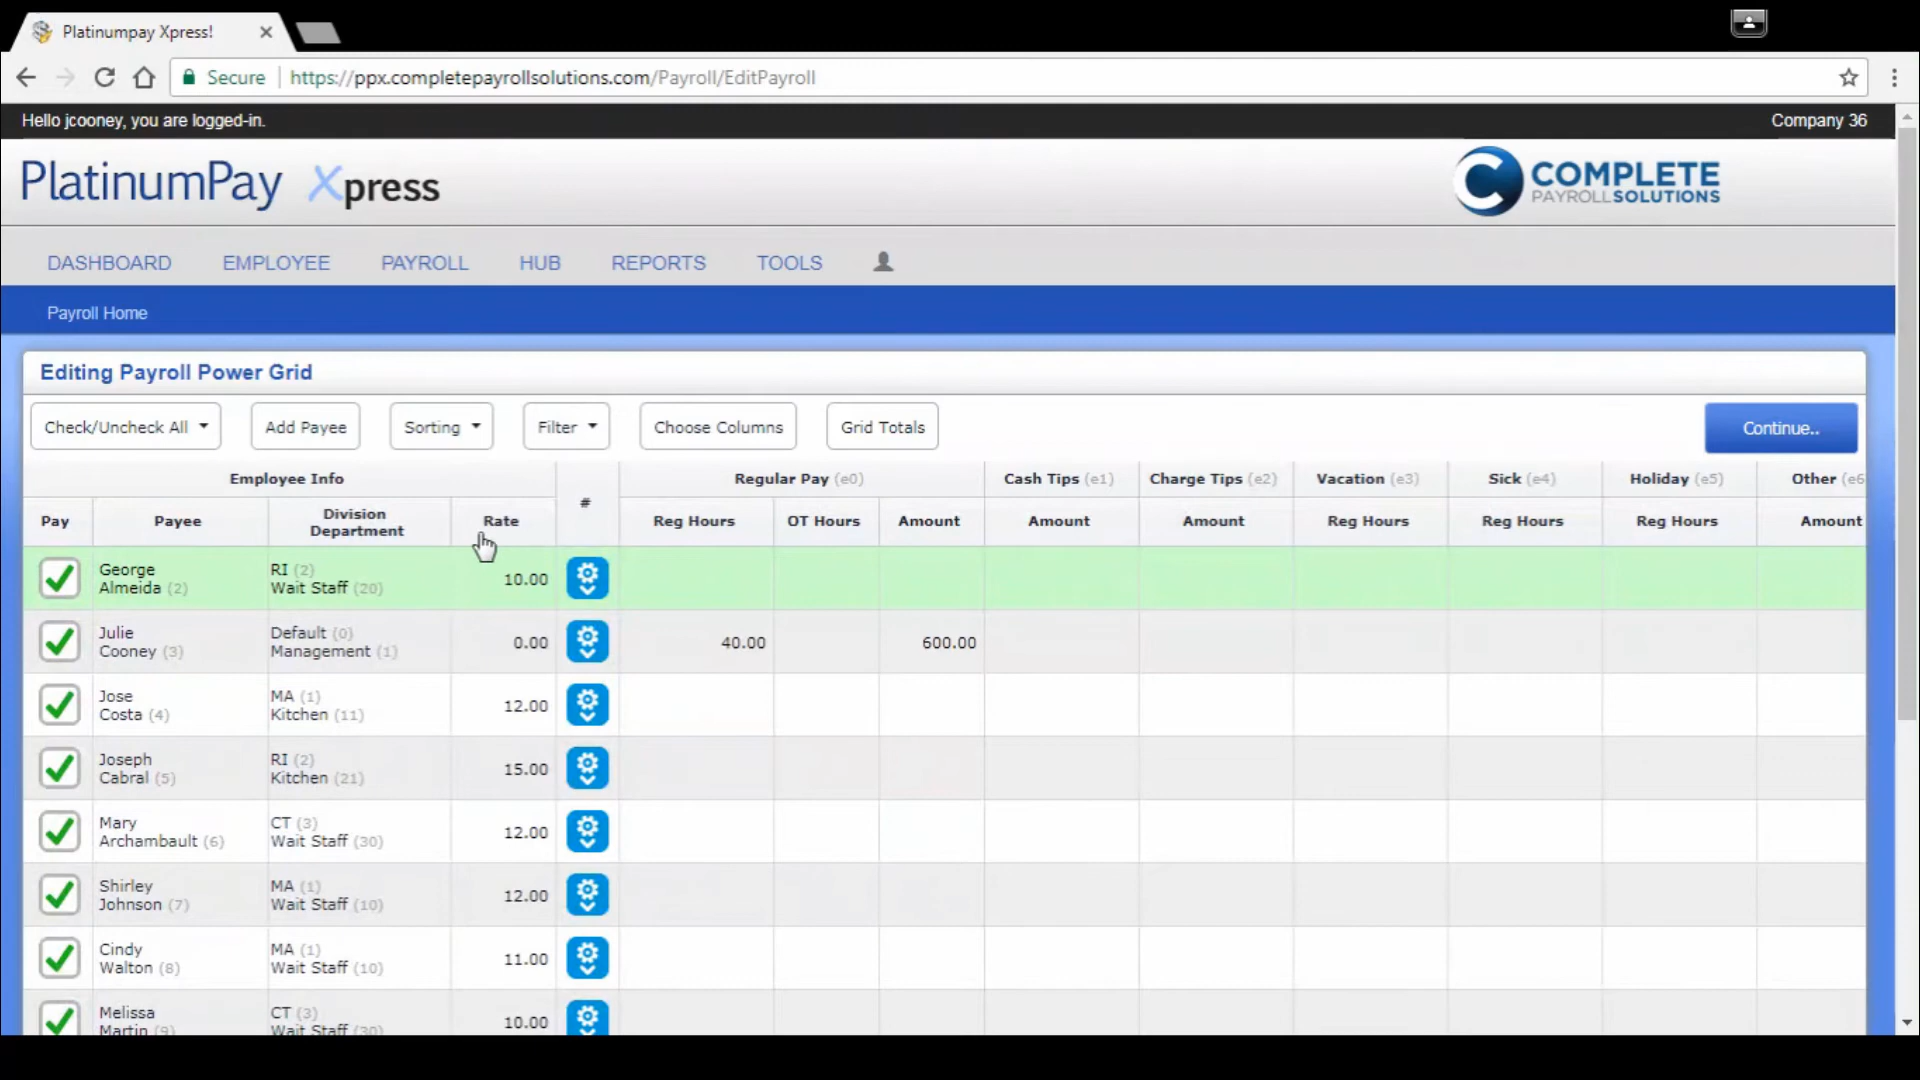 Platinumpay Xpress!
Secure https://ppx.completepayrollsolutions.com/Payroll/EditPayroll
Hello jcooney, you are logged-in. Company 36
PlatinumPay Xpress
COMPLETE
PAYROLLSOLUTIONS
DASHBOARD EMPLOYEE PAYROLL HUB REPORTS TOOLS
Payroll Home
Editing Payroll Power Grid
Check/Uncheck All Add Payee Sorting Filter Choose Columns Grid Totals Continue..
Employee Info # Regular Pay (e0) Cash Tips (e1) Charge Tips (e2) Vacation (e3) Sick (e4) Holiday (e5) Other (e6
Pay Payee Division Department Rate Reg Hours OT Hours Amount Amount Amount Reg Hours Reg Hours Reg Hours Amount
George RI (2)
Almeida (2) Wait Staff (20) 10.00
Julie Default (0)
Cooney (3) Management (1) 0.00 40.00 600.00
Jose MA (1)
Costa (4) Kitchen (11) 12.00
Joseph RI (2)
Cabral (5) Kitchen (21) 15.00
Mary CT (3)
Archambault (6) Wait Staff (30) 12.00
Shirley MA (1)
Johnson (7) Wait Staff (10) 12.00
Cindy MA (1)
Walton (8) Wait Staff (10) 11.00
Melissa CT (3)
Martin (9) Wait Staff (30) 10.00